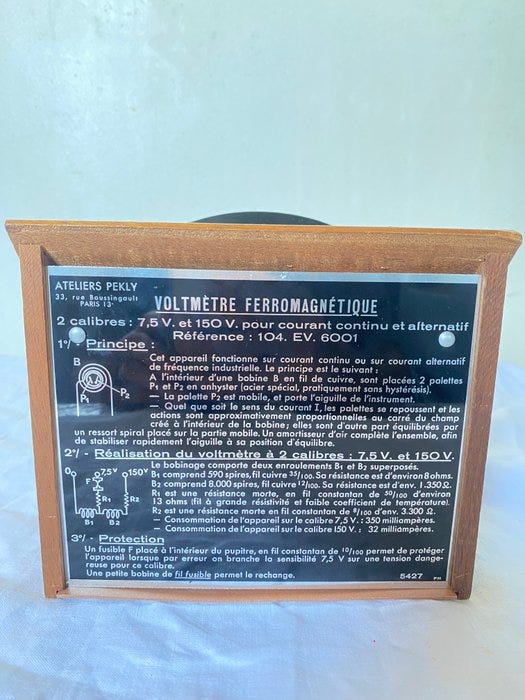 ATELIERS PEKLY
33, rue Boussingault
PARIS 13e
VOLTMÈTRE FERROMAGNÉTIQUE
2 calibres : 7,5 V. et 150 V. pour courant continu et alternatif
Référence : 104. EV. 6001
1°/ Principe :
B
P1
P2
Cet appareil fonctionne sur courant continu ou sur courant alternatif
de fréquence industrielle. Le principe est le suivant :
A l'intérieur d'une bobine B en fil de cuivre, sont placées 2 palettes
P1 et P2 en anhyster (acier spécial, pratiquement sans hystérésis).
— La palette P2 est mobile, et porte l'aiguille de l'instrument.
— Quel que soit le sens du courant I, les palettes se repoussent et les
actions sont approximativement proportionnelles au carré du champ
créé à l'intérieur de la bobine; elles sont d'autre part équilibrées par
un ressort spiral placé sur la partie mobile. Un amortisseur d'air complète l'ensemble, afin
de stabiliser rapidement l'aiguille à sa position d'équilibre.
2°/ - Réalisation du voltmètre à 2 calibres : 7,5 V. et 150 V.
0 7,5V 150V
F
R1
R2
B1 B2
Le bobinage comporte deux enroulements B1 et B2 superposés.
B1 comprend 590 spires, fil cuivre 35/100. Sa résistance est d'environ 8 ohms.
B2 comprend 8.000 spires, fil cuivre 12/100. Sa résistance est d'env. 1.350 Ω.
R1 est une résistance morte, en fil constantan de 50/100 d'environ
13 ohms (fil à grande résistivité et faible coefficient de température).
R2 est une résistance morte en fil constantan de 8/100 d'env. 3.300 Ω.
— Consommation de l'appareil sur le calibre 7,5 V. : 350 milliampères.
— Consommation de l'appareil sur le calibre 150 V. : 32 milliampères.
3°/ - Protection
Un fusible F placé à l'intérieur du pupitre, en fil constantan de 10/100 permet de protéger
l'appareil lorsque par erreur on branche la sensibilité 7,5 V sur une tension dange-
reuse pour ce calibre.
Une petite bobine de fil fusible permet le rechange.
5427